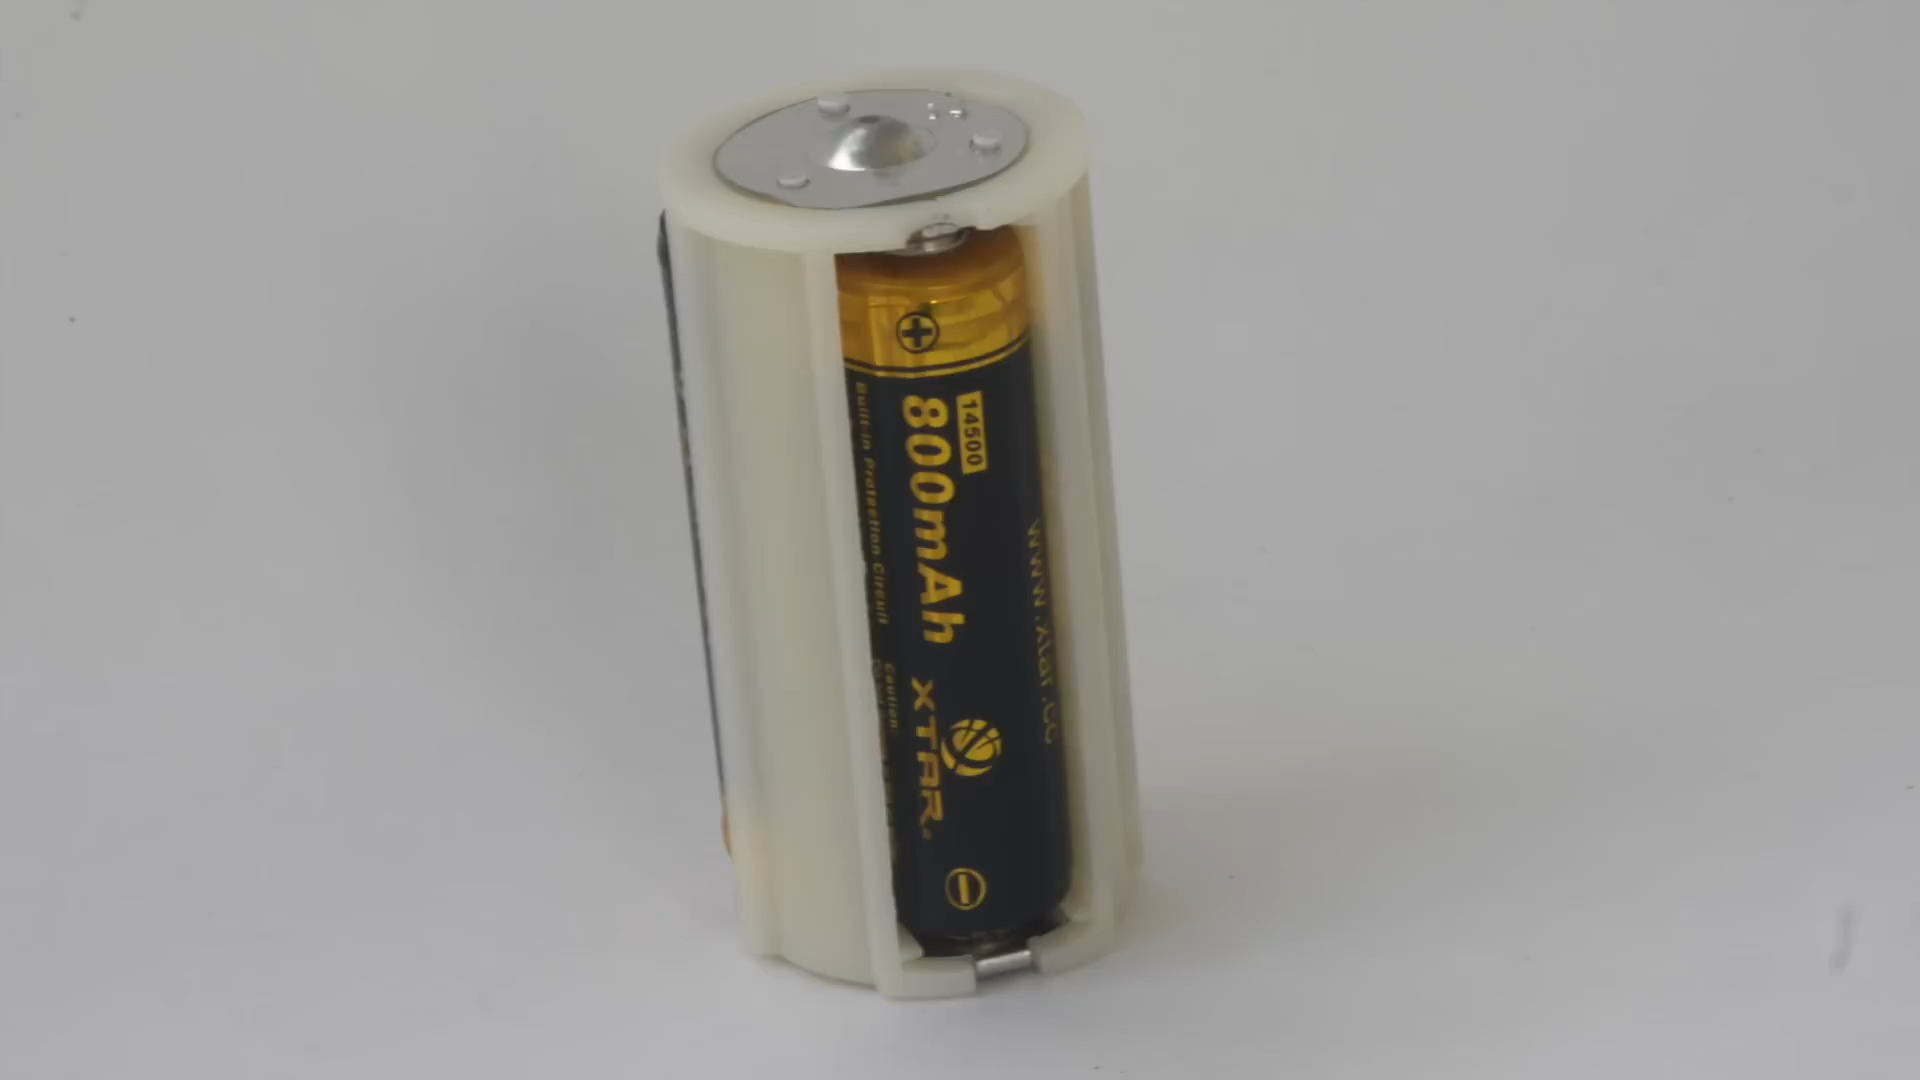 14500
800mAh
Built-in Protection Circuit
Caution:
XTAR
www.xtar.cc